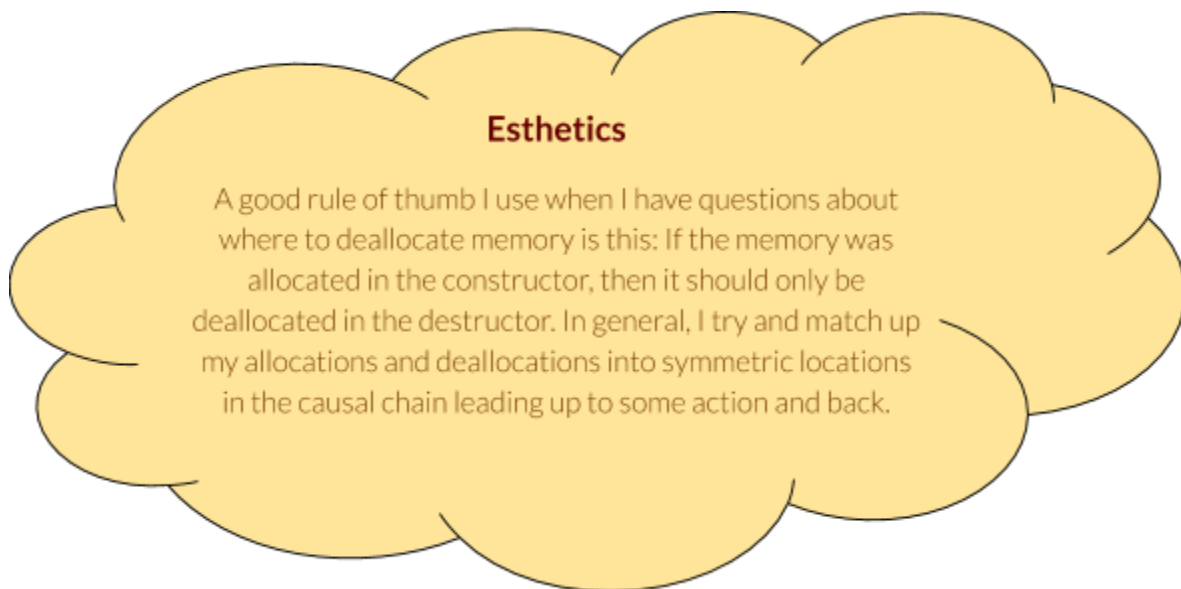 Esthetics
A good rule of thumb I use when I have questions about
where to deallocate memory is this: If the memory was
allocated in the constructor, then it should only be
deallocated in the destructor. In general, I try and match up
my allocations and deallocations into symmetric locations
in the causal chain leading up to some action and back.